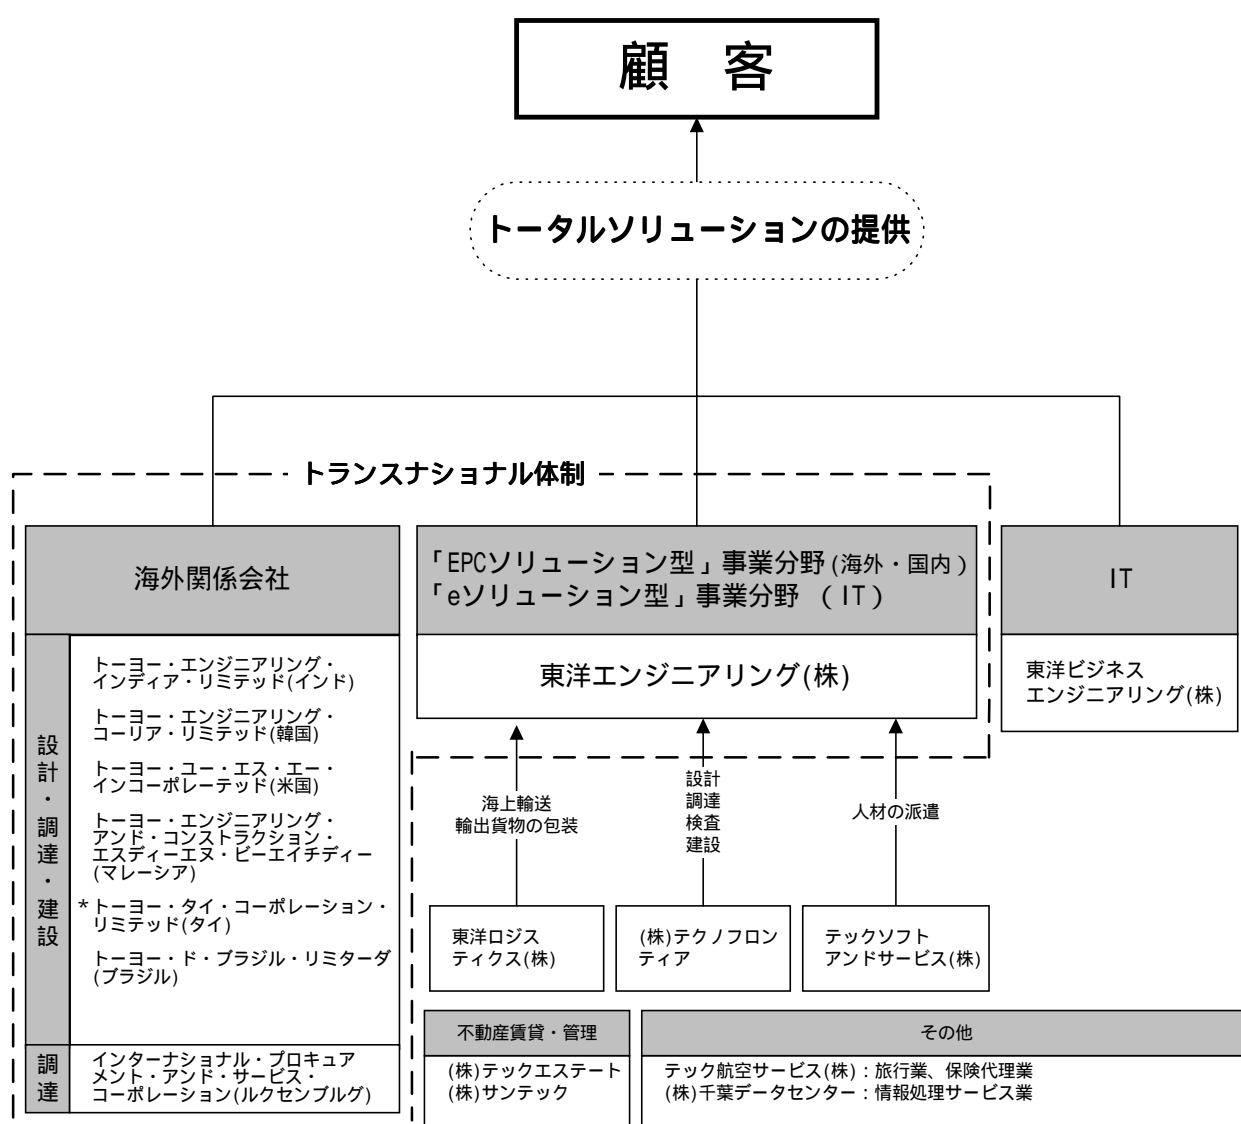 顧　客
トータルソリューションの提供
トランスナショナル体制
海外関係会社
設計・調達・建設
トーヨー・エンジニアリング・
インディア・リミテッド(インド)
トーヨー・エンジニアリング・
コーリア・リミテッド(韓国)
トーヨー・ユー・エス・エー・
インコーポレーテッド(米国)
トーヨー・エンジニアリング・
アンド・コンストラクション・
エスディーエヌ・ビーエイチディー
(マレーシア)
*トーヨー・タイ・コーポレーション・
リミテッド(タイ)
トーヨー・ド・ブラジル・リミターダ
(ブラジル)
調達
インターナショナル・プロキュア
メント・アンド・サービス・
コーポレーション(ルクセンブルグ)
「EPCソリューション型」事業分野(海外・国内)
「eソリューション型」事業分野　(IT)
東洋エンジニアリング(株)
IT
東洋ビジネス
エンジニアリング(株)
海上輸送
輸出貨物の包装
設計
調達
検査
建設
人材の派遣
東洋ロジス
ティクス(株)
(株)テクノフロン
ティア
テックソフト
アンドサービス(株)
不動産賃貸・管理
(株)テックエステート
(株)サンテック
その他
テック航空サービス(株)：旅行業、保険代理業
(株)千葉データセンター：情報処理サービス業